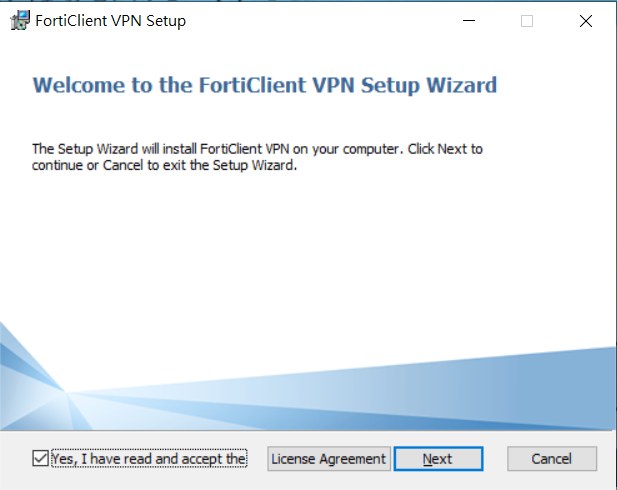 FortiClient VPN Setup
Welcome to the FortiClient VPN Setup Wizard
The Setup Wizard will install FortiClient VPN on your computer. Click Next to
continue or Cancel to exit the Setup Wizard.
Yes, I have read and accept the License Agreement Next Cancel